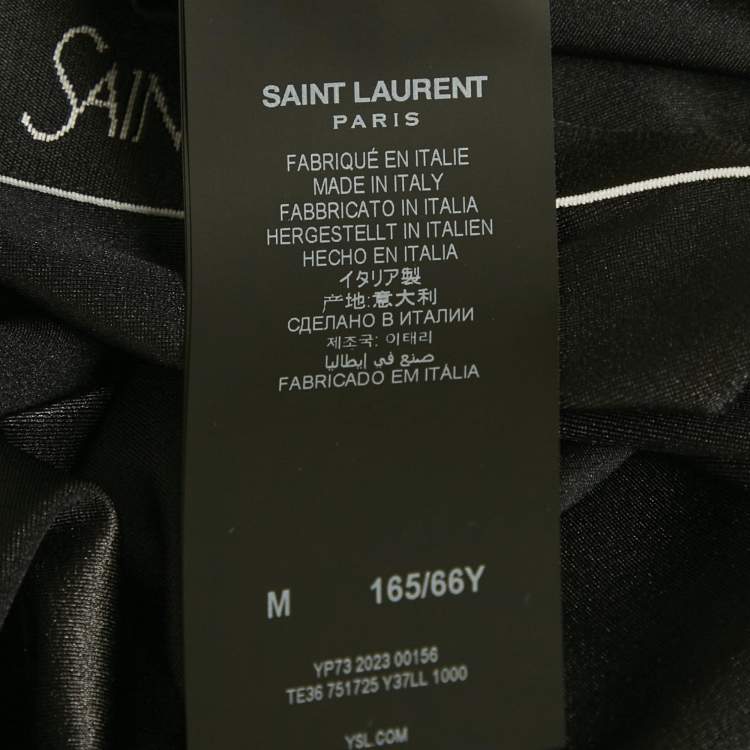 SAIN
SAINT LAURENT
PARIS
FABRIQUÉ EN ITALIE
MADE IN ITALY
FABBRICATO IN ITALIA
HERGESTELLT IN ITALIEN
HECHO EN ITALIA
イタリア製
产地:意大利
СДЕЛАНО В ИТАЛИИ
제조국: 이태리
صنع في إيطاليا
FABRICADO EM ITÁLIA
M 165/66Y
YP73 2023 00156
TE36 751725 Y37LL 1000
YSL.COM